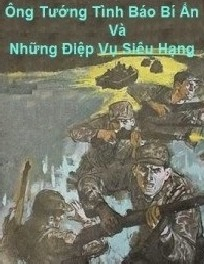 Ông Tướng Tình Báo Bí Ẩn
Và
Những Điệp Vụ Siêu Hạng